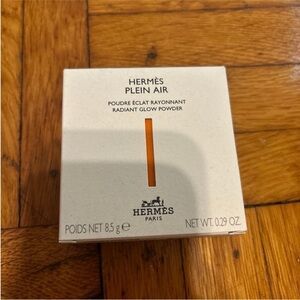 HERMÈS
PLEIN AIR
POUDRE ÉCLAT RAYONNANT
RADIANT GLOW POWDER
HERMÈS
PARIS
POIDS NET 8,5 g ℮
NET WT. 0.29 OZ.